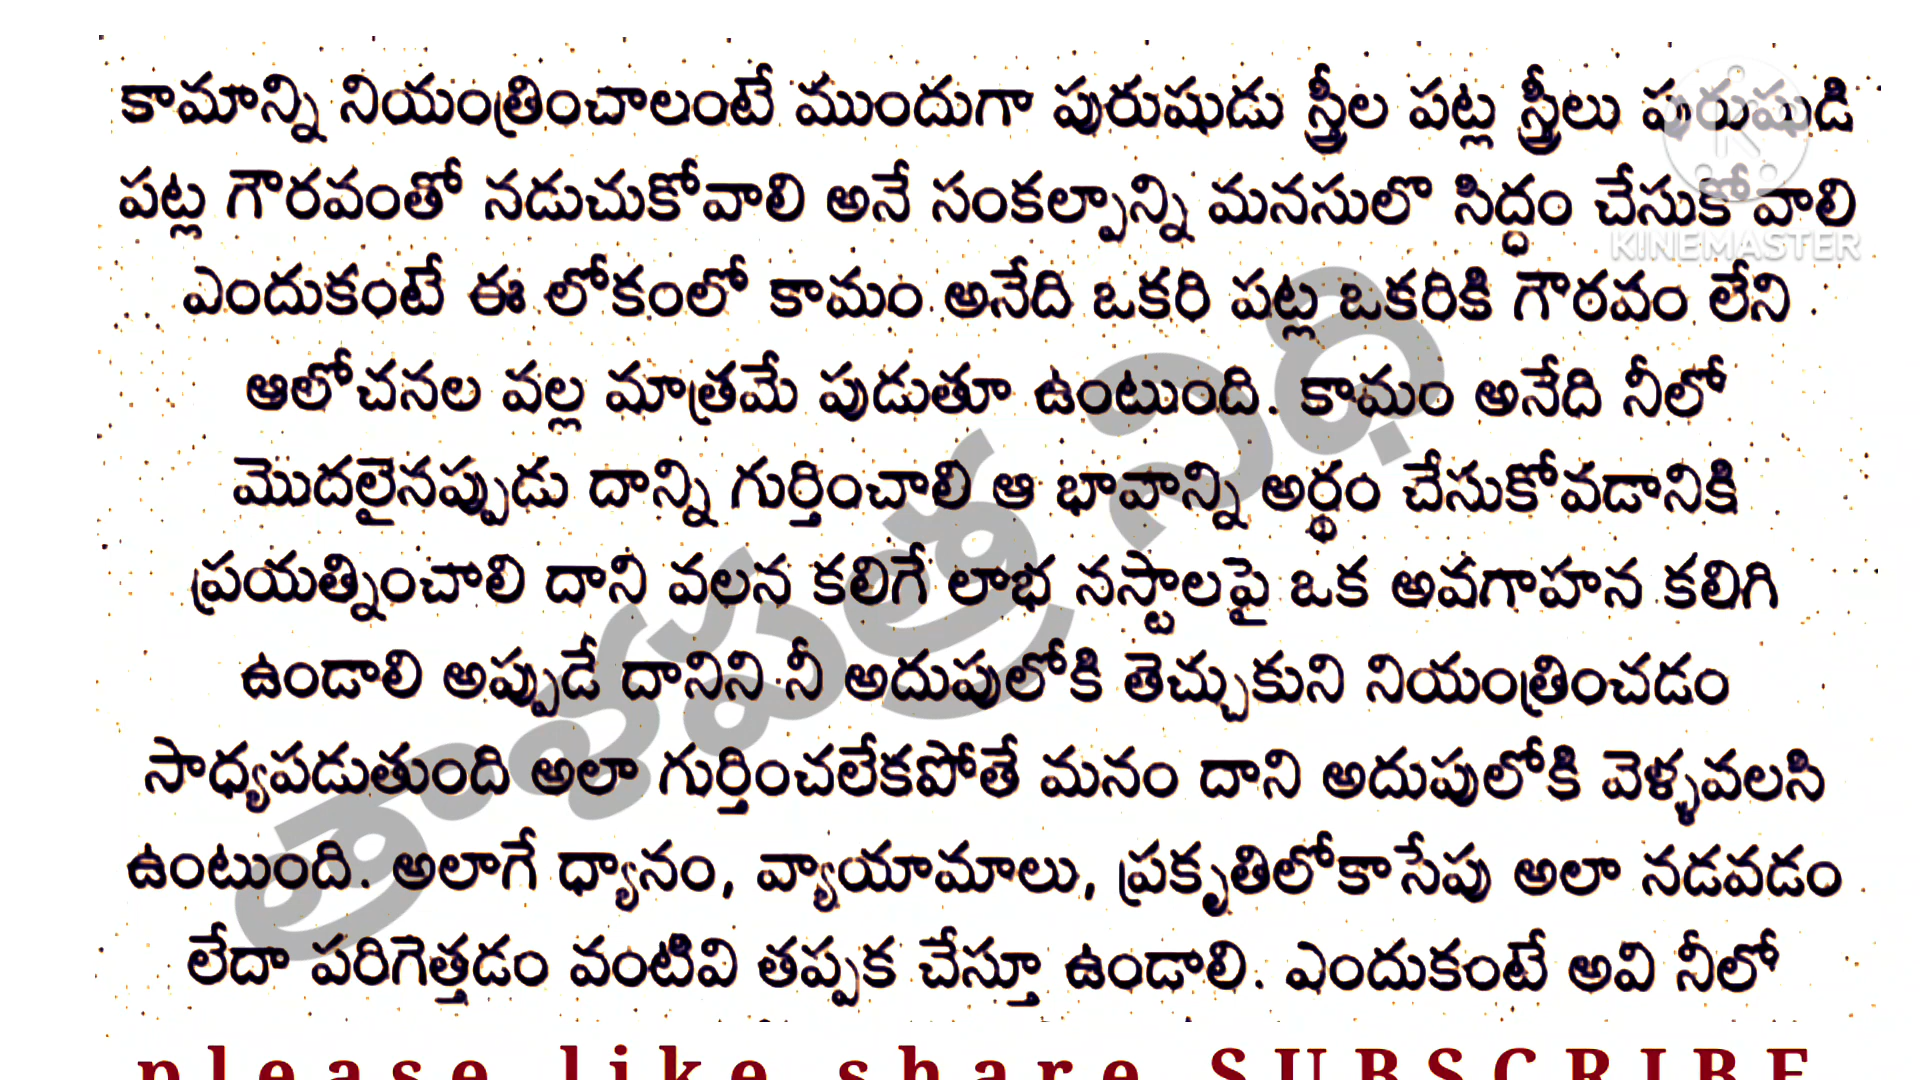 కామాన్ని నియంత్రించాలంటే ముందుగా పురుషుడు స్త్రీల పట్ల స్త్రీలు పురుషుడి
పట్ల గౌరవంతో నడుచుకోవాలి అనే సంకల్పాన్ని మనసులొ సిద్ధం చేసుకోవాలి
KINEMASTER
ఎందుకంటే ఈ లోకంలో కామం అనేది ఒకరి పట్ల ఒకరికి గౌరవం లేని
ఆలోచనల వల్ల మాత్రమే పుడుతూ ఉంటుంది. కామం అనేది నీలో
మొదలైనప్పుడు దాన్ని గుర్తించాలి ఆ భావాన్ని అర్థం చేసుకోవడానికి
ప్రయత్నించాలి దాని వలన కలిగే లాభ నస్టాలపై ఒక అవగాహన కలిగి
ఉండాలి అప్పుడే దానిని నీ అదుపులోకి తెచ్చుకుని నియంత్రించడం
సాధ్యపడుతుంది అలా గుర్తించలేకపోతే మనం దాని అదుపులోకి వెళ్ళవలసి
ఉంటుంది. అలాగే ధ్యానం, వ్యాయామాలు, ప్రకృతిలోకాసేపు అలా నడవడం
లేదా పరిగెత్తడం వంటివి తప్పక చేస్తూ ఉండాలి. ఎందుకంటే అవి నీలో
తాళపత్ర నిధి
please like share SUBSCRIBE